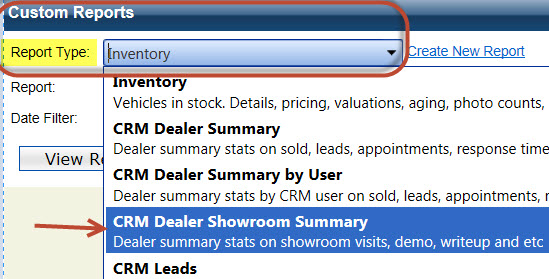 Custom Reports
Report Type: Inventory Create New Report
Inventory
Report: Vehicles in stock. Details, pricing, valuations, aging, photo counts,
CRM Dealer Summary
Date Filter: Dealer summary stats on sold, leads, appointments, response time
View Re
CRM Dealer Summary by User
Dealer summary stats by CRM user on sold, leads, appointments, r
CRM Dealer Showroom Summary
Dealer summary stats on showroom visits, demo, writeup and etc
CRM Leads